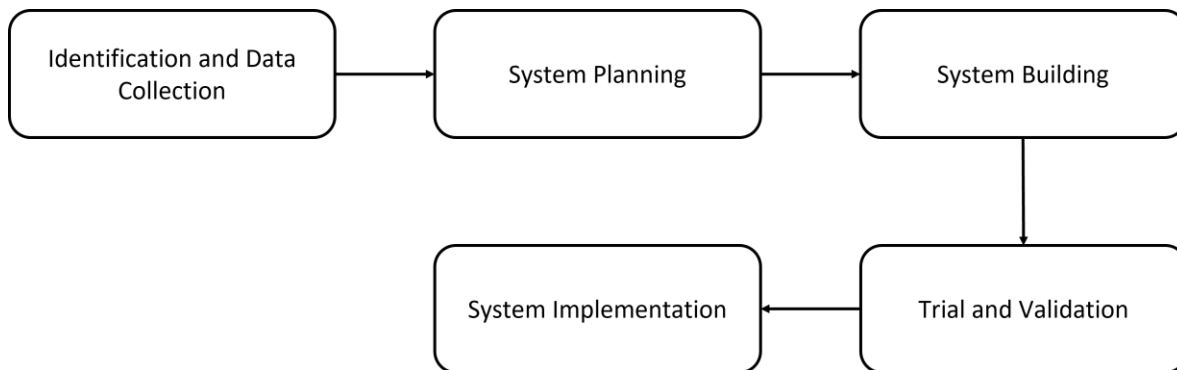 Identification and Data
Collection
System Planning
System Building
Trial and Validation
System Implementation